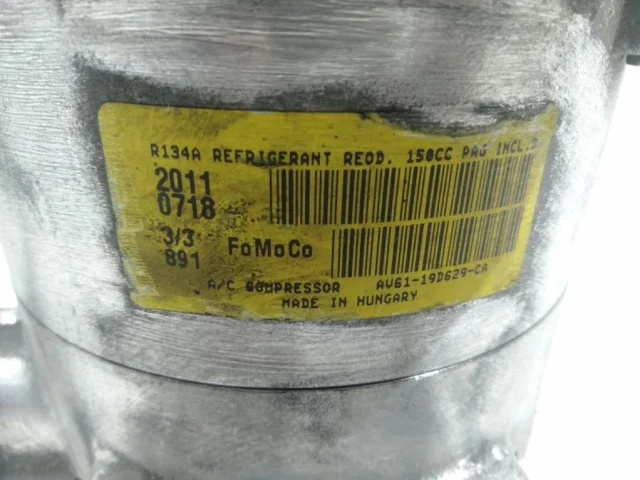 R134A REFRIGERANT REQD. 150CC PAG INCL.
2011
0718
3/3
891
FoMoCo
A/C COMPRESSOR AV61-19D629-CA
MADE IN HUNGARY